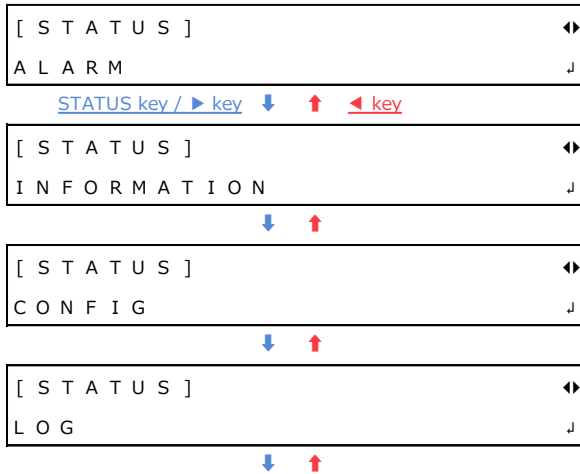 [ S T A T U S ] ◀▶
A L A R M ↲
STATUS key / ▶ key ⬇ ⬆ ◀ key
[ S T A T U S ] ◀▶
I N F O R M A T I O N ↲
⬇ ⬆
[ S T A T U S ] ◀▶
C O N F I G ↲
⬇ ⬆
[ S T A T U S ] ◀▶
L O G ↲
⬇ ⬆